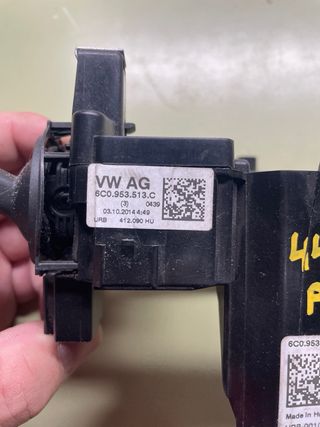 VW AG
6C0.953.513.C
(3) 0439
03.10.2014 4:49
URB 412.090 HU
44
6C0.953
Made In Hu